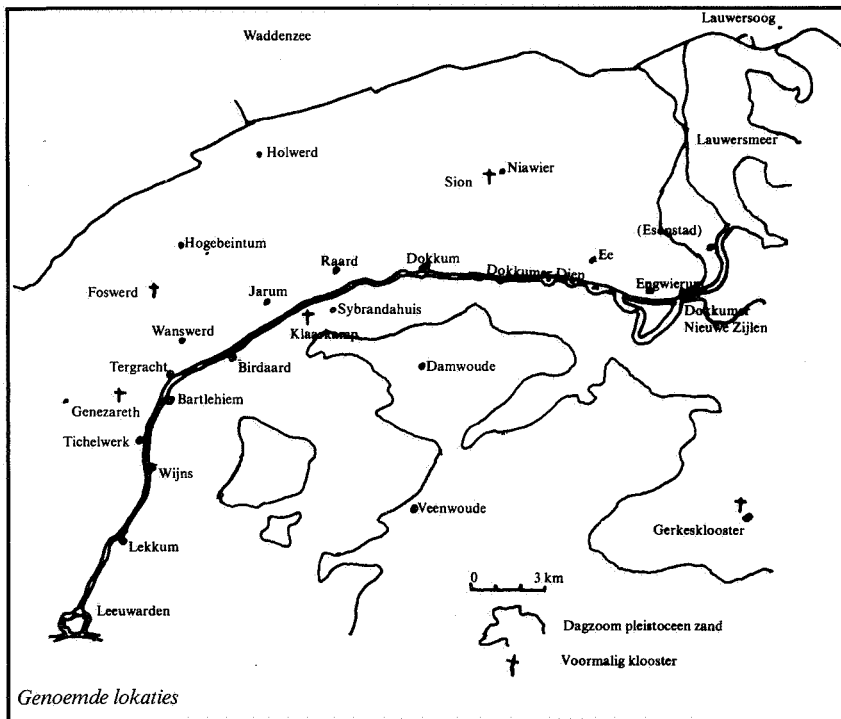 Lauwersoog
Waddenzee
Lauwersmeer
Holwerd
Niawier
Sion
(Esenstad)
Hogebeintum
Ee
Raard
Dokkum
Dokkumer Diep
Engwierum
Foswerd
Jarum
Sybrandahuis
Dokkumer
Nieuwe Zijlen
Klaarkamp
Wanswerd
Birdaard
Tergracht
Damwoude
Bartlehiem
Genezareth
Tichelwerk
Wijns
Veenwoude
Gerkesklooster
Lekkum
0 3 km
Leeuwarden
Dagzoom pleistoceen zand
Voormalig klooster
Genoemde lokaties